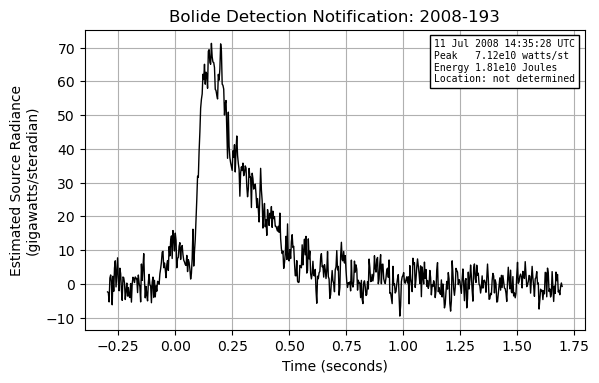 Bolide Detection Notification: 2008-193
11 Jul 2008 14:35:28 UTC
Peak   7.12e10 watts/st
Energy 1.81e10 Joules
Location: not determined
Estimated Source Radiance
(gigawatts/steradian)
70
60
50
40
30
20
10
0
−10
−0.25 0.00 0.25 0.50 0.75 1.00 1.25 1.50 1.75
Time (seconds)